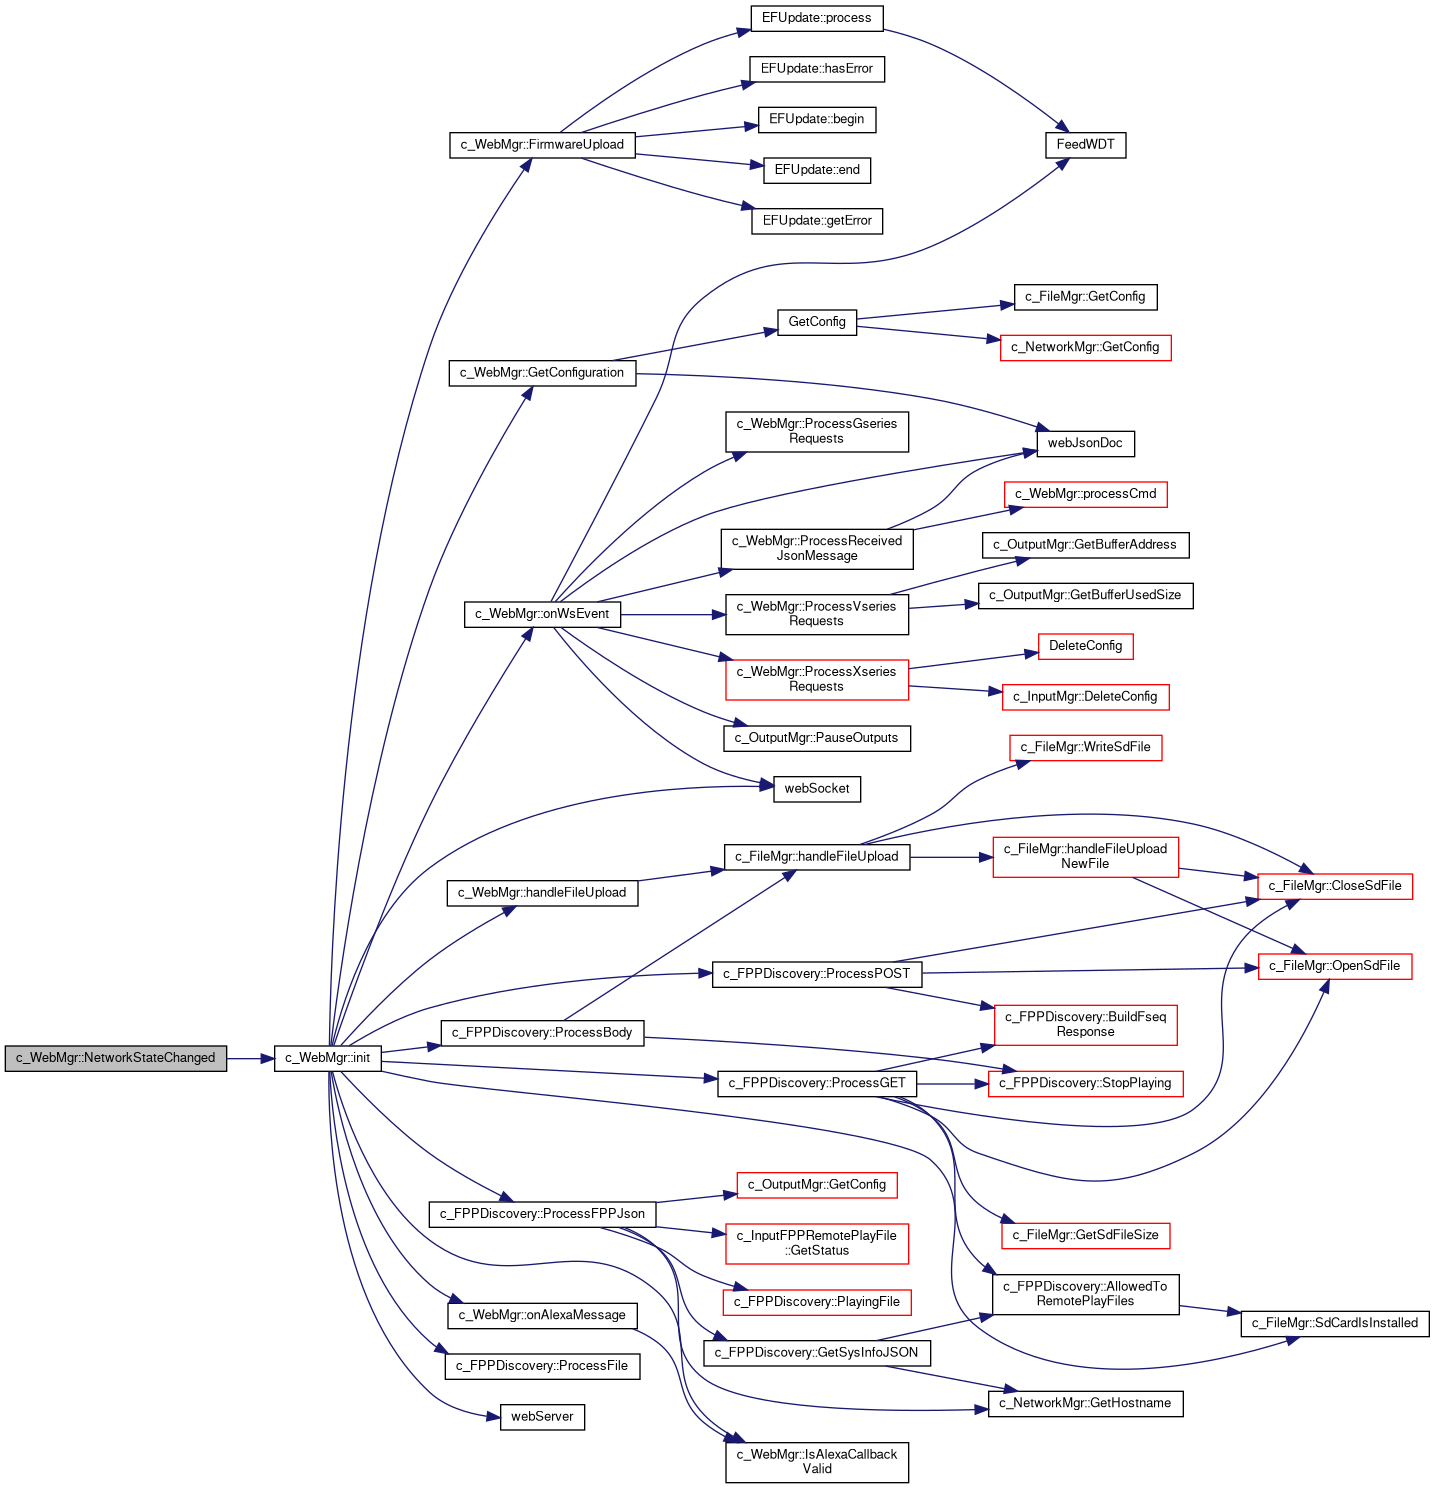 EFUpdate::process
EFUpdate::hasError
EFUpdate::begin
c_WebMgr::FirmwareUpload
FeedWDT
EFUpdate::end
EFUpdate::getError
c_FileMgr::GetConfig
GetConfig
c_NetworkMgr::GetConfig
c_WebMgr::GetConfiguration
c_WebMgr::ProcessGseries
Requests
webJsonDoc
c_WebMgr::processCmd
c_WebMgr::ProcessReceived
JsonMessage
c_OutputMgr::GetBufferAddress
c_OutputMgr::GetBufferUsedSize
c_WebMgr::onWsEvent
c_WebMgr::ProcessVseries
Requests
DeleteConfig
c_WebMgr::ProcessXseries
Requests
c_InputMgr::DeleteConfig
c_OutputMgr::PauseOutputs
c_FileMgr::WriteSdFile
webSocket
c_FileMgr::handleFileUpload
c_FileMgr::handleFileUpload
NewFile
c_WebMgr::handleFileUpload
c_FileMgr::CloseSdFile
c_FPPDiscovery::ProcessPOST
c_FileMgr::OpenSdFile
c_FPPDiscovery::BuildFseq
Response
c_FPPDiscovery::ProcessBody
c_WebMgr::NetworkStateChanged
c_WebMgr::init
c_FPPDiscovery::ProcessGET
c_FPPDiscovery::StopPlaying
c_OutputMgr::GetConfig
c_FPPDiscovery::ProcessFPPJson
c_InputFPPRemotePlayFile
::GetStatus
c_FileMgr::GetSdFileSize
c_FPPDiscovery::PlayingFile
c_FPPDiscovery::AllowedTo
RemotePlayFiles
c_WebMgr::onAlexaMessage
c_FileMgr::SdCardIsInstalled
c_FPPDiscovery::GetSysInfoJSON
c_FPPDiscovery::ProcessFile
c_NetworkMgr::GetHostname
webServer
c_WebMgr::IsAlexaCallback
Valid